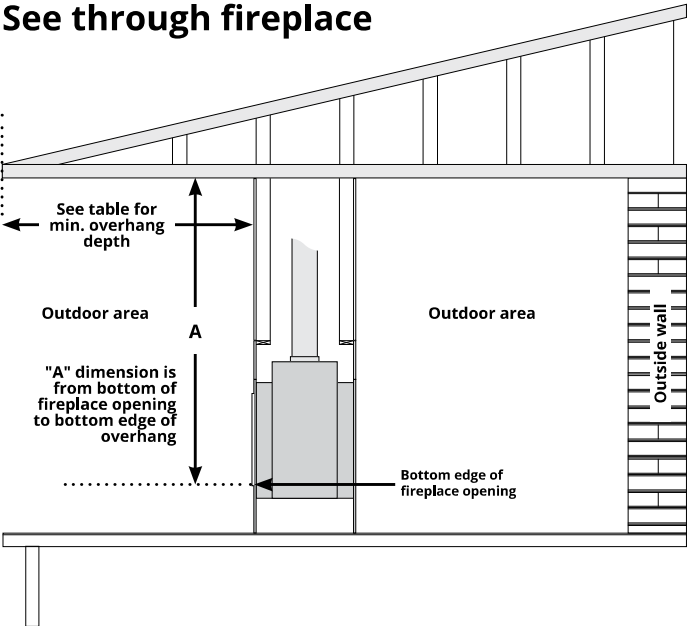 See through fireplace
See table for
min. overhang
depth
Outdoor area
A
Outdoor area
Outside wall
"A" dimension is
from bottom of
fireplace opening
to bottom edge of
overhang
Bottom edge of
fireplace opening